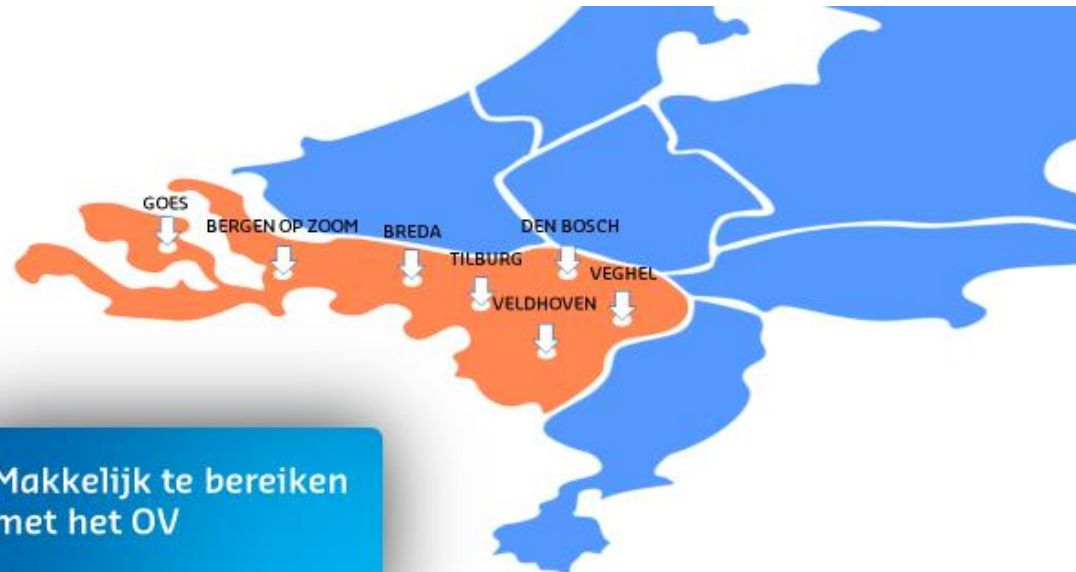 GOES
BERGEN OP ZOOM
BREDA
DEN BOSCH
TILBURG
VEGHEL
VELDHOVEN
Makkelijk te bereiken
met het OV